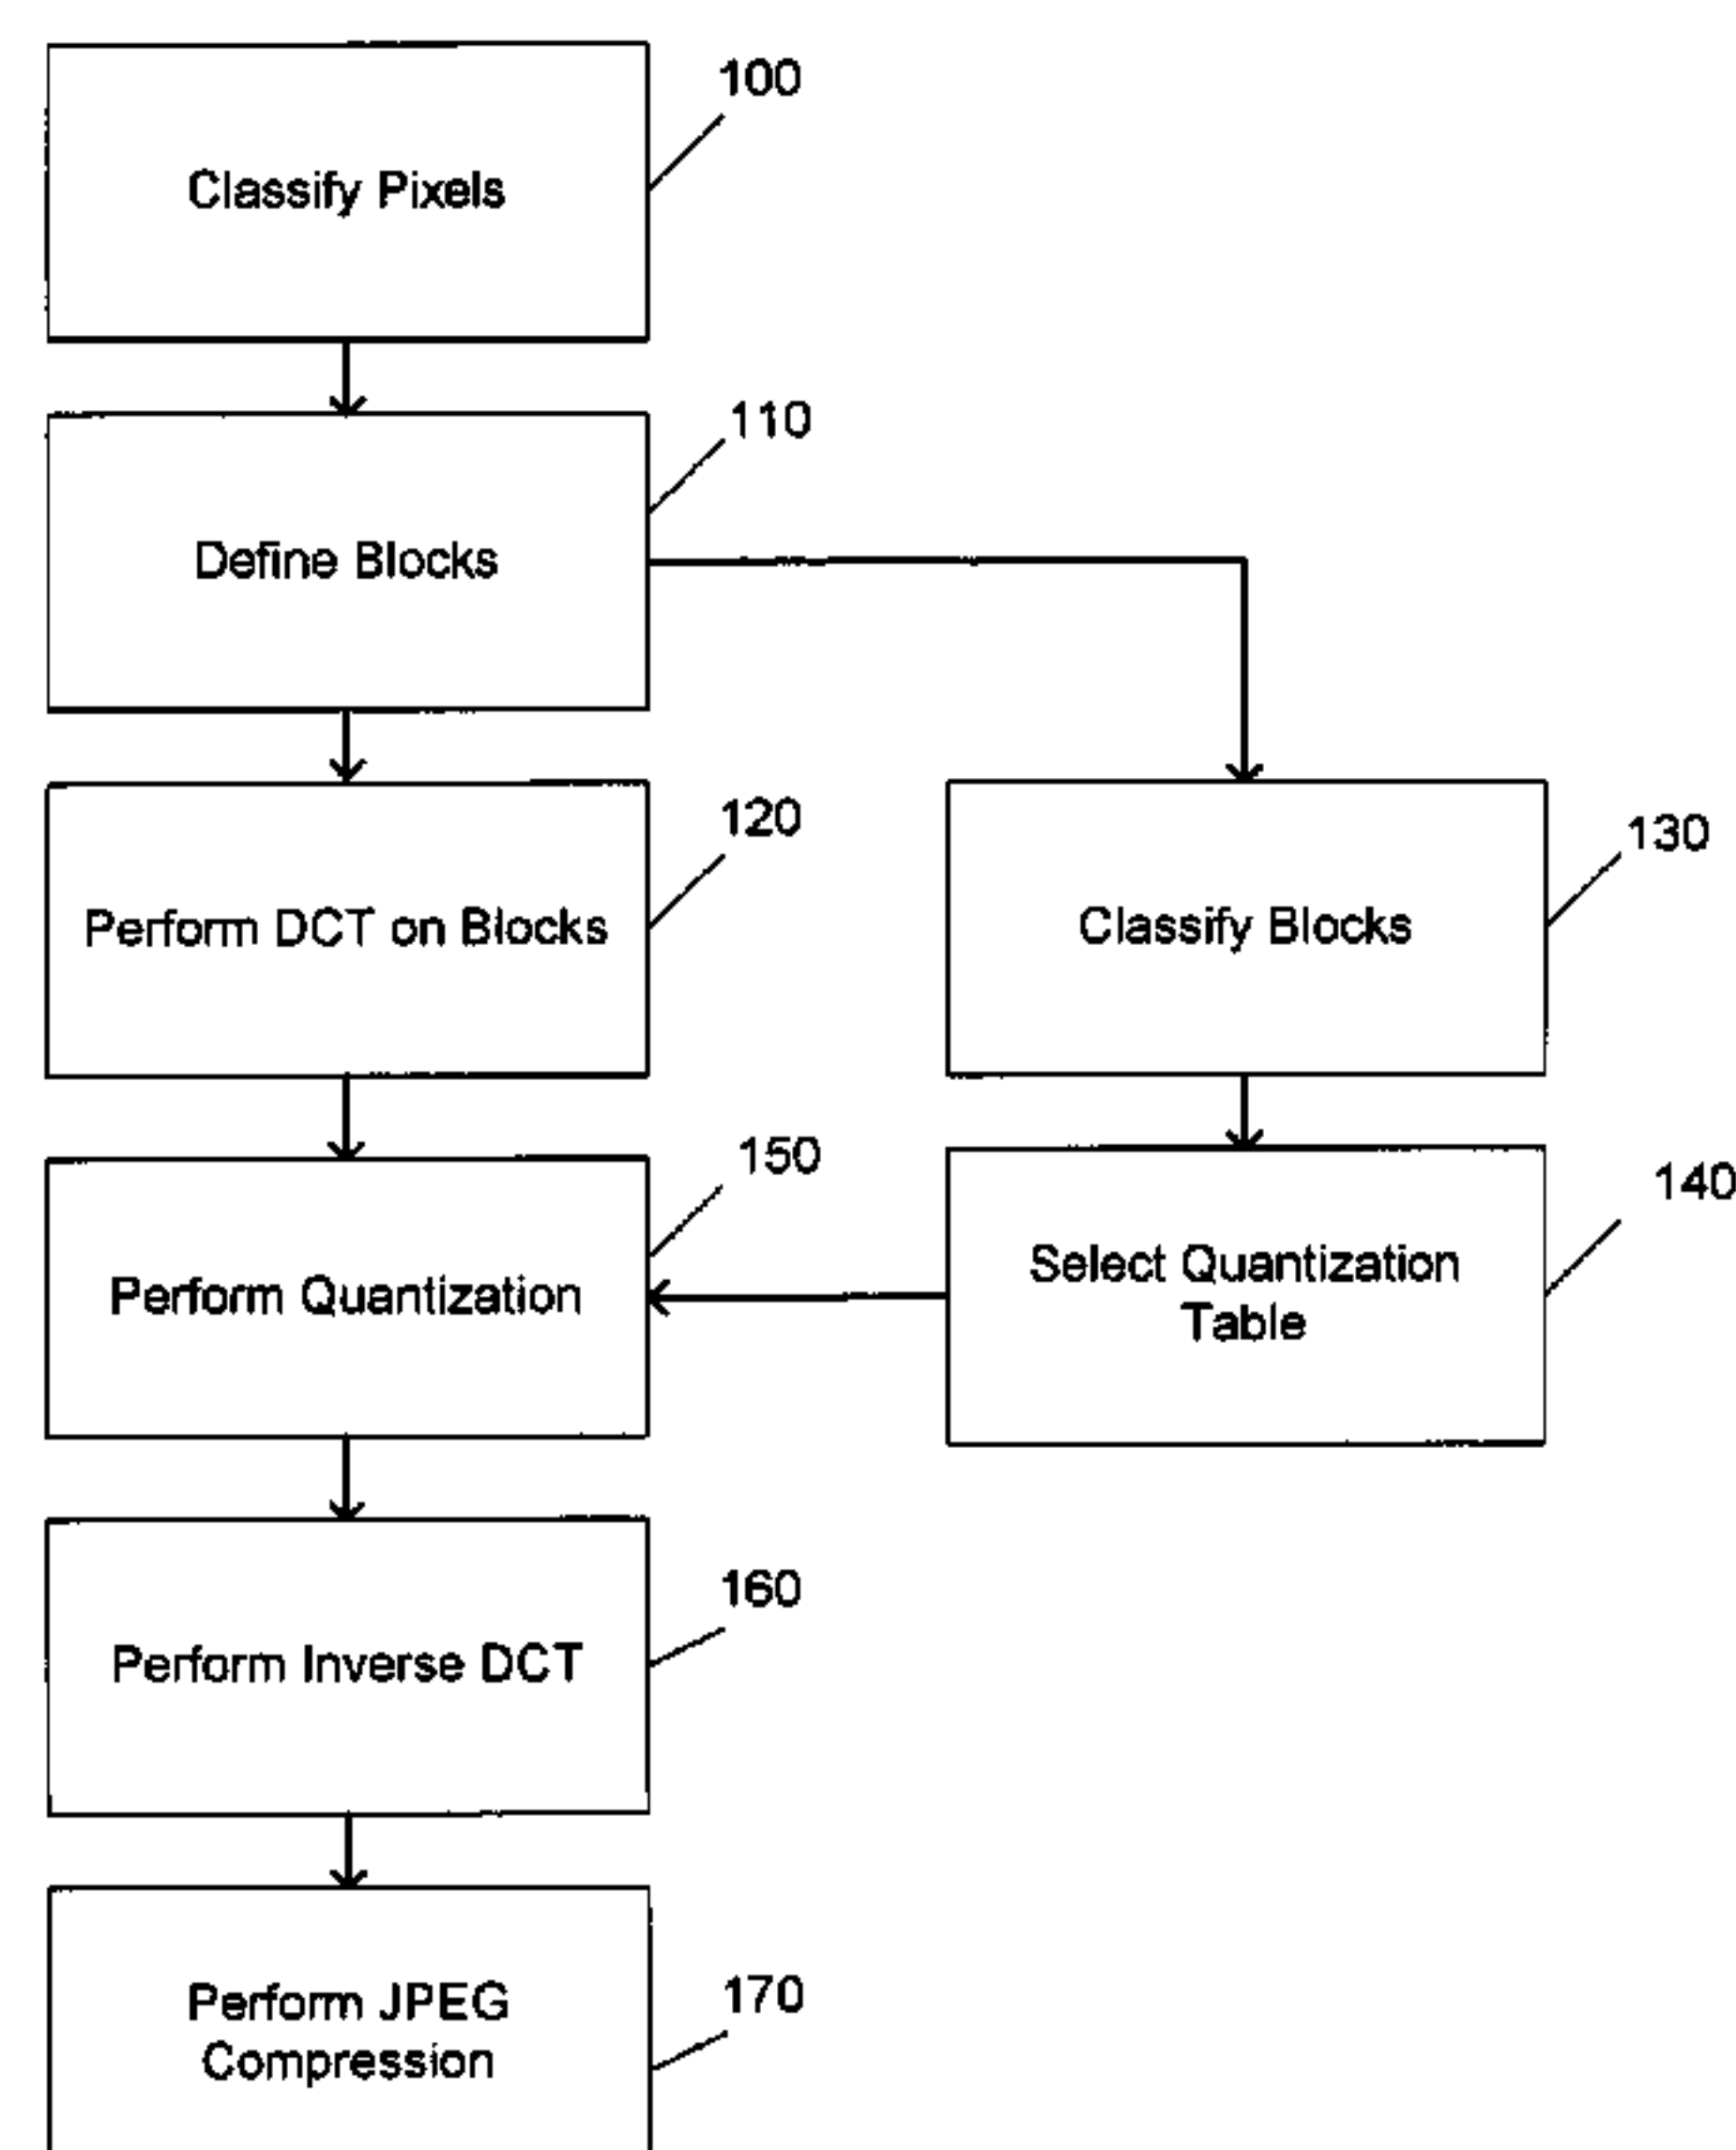 100
Classify Pixels
110
Define Blocks
120
Perform DCT on Blocks
130
Classify Blocks
150
Perform Quantization
140
Select Quantization
Table
160
Perform Inverse DCT
170
Perform JPEG
Compression